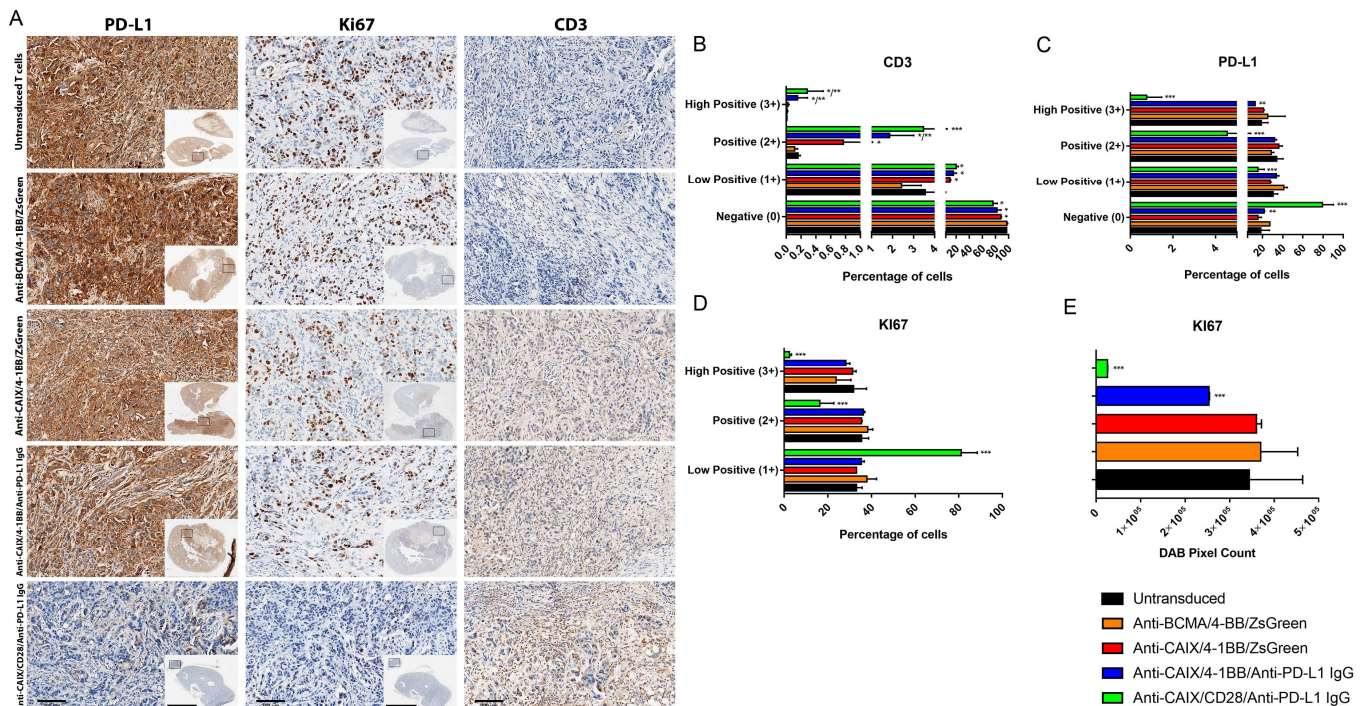 A
PD-L1
Ki67
CD3
Untransduced T cells
Anti-BCMA/4-1BB/ZsGreen
Anti-CAIX/4-1BB/ZsGreen
Anti-CAIX/4-1BB/Anti-PD-L1 IgG
Anti-CAIX/CD28/Anti-PD-L1 IgG
B
CD3
High Positive (3+)
Positive (2+)
Low Positive (1+)
Negative (0)
*/**
*/**
***
*/**
*
*
*
*
*
*
*
0.0 0.2 0.4 0.6 0.8 1.0 1 2 3 4 20 40 60 80 100
Percentage of cells
C
PD-L1
High Positive (3+)
Positive (2+)
Low Positive (1+)
Negative (0)
***
**
***
***
***
**
0 2 4 20 40 60 80 100
Percentage of cells
D
KI67
High Positive (3+)
Positive (2+)
Low Positive (1+)
***
***
***
0 20 40 60 80 100
Percentage of cells
E
KI67
***
***
0 1×10⁰⁵ 2×10⁰⁵ 3×10⁰⁵ 4×10⁰⁵ 5×10⁰⁵
DAB Pixel Count
Untransduced
Anti-BCMA/4-BB/ZsGreen
Anti-CAIX/4-1BB/ZsGreen
Anti-CAIX/4-1BB/Anti-PD-L1 IgG
Anti-CAIX/CD28/Anti-PD-L1 IgG